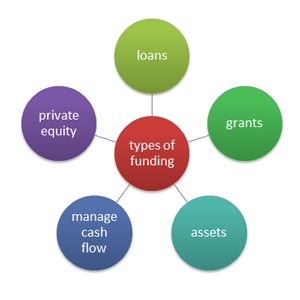 loans
private
equity
grants
types of
funding
manage
cash
flow
assets